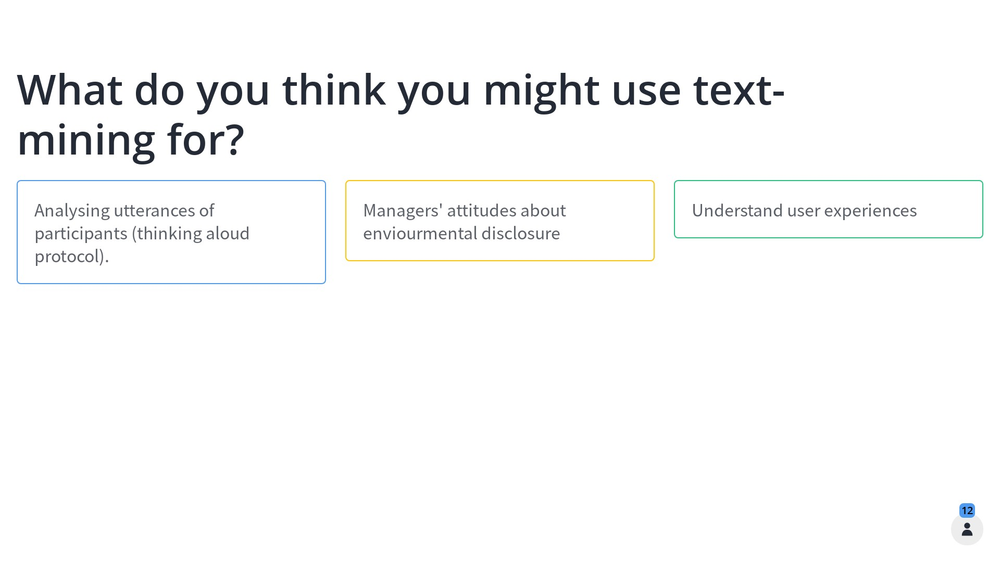 What do you think you might use text-
mining for?
Analysing utterances of
participants (thinking aloud
protocol).
Managers' attitudes about
enviourmental disclosure
Understand user experiences
12